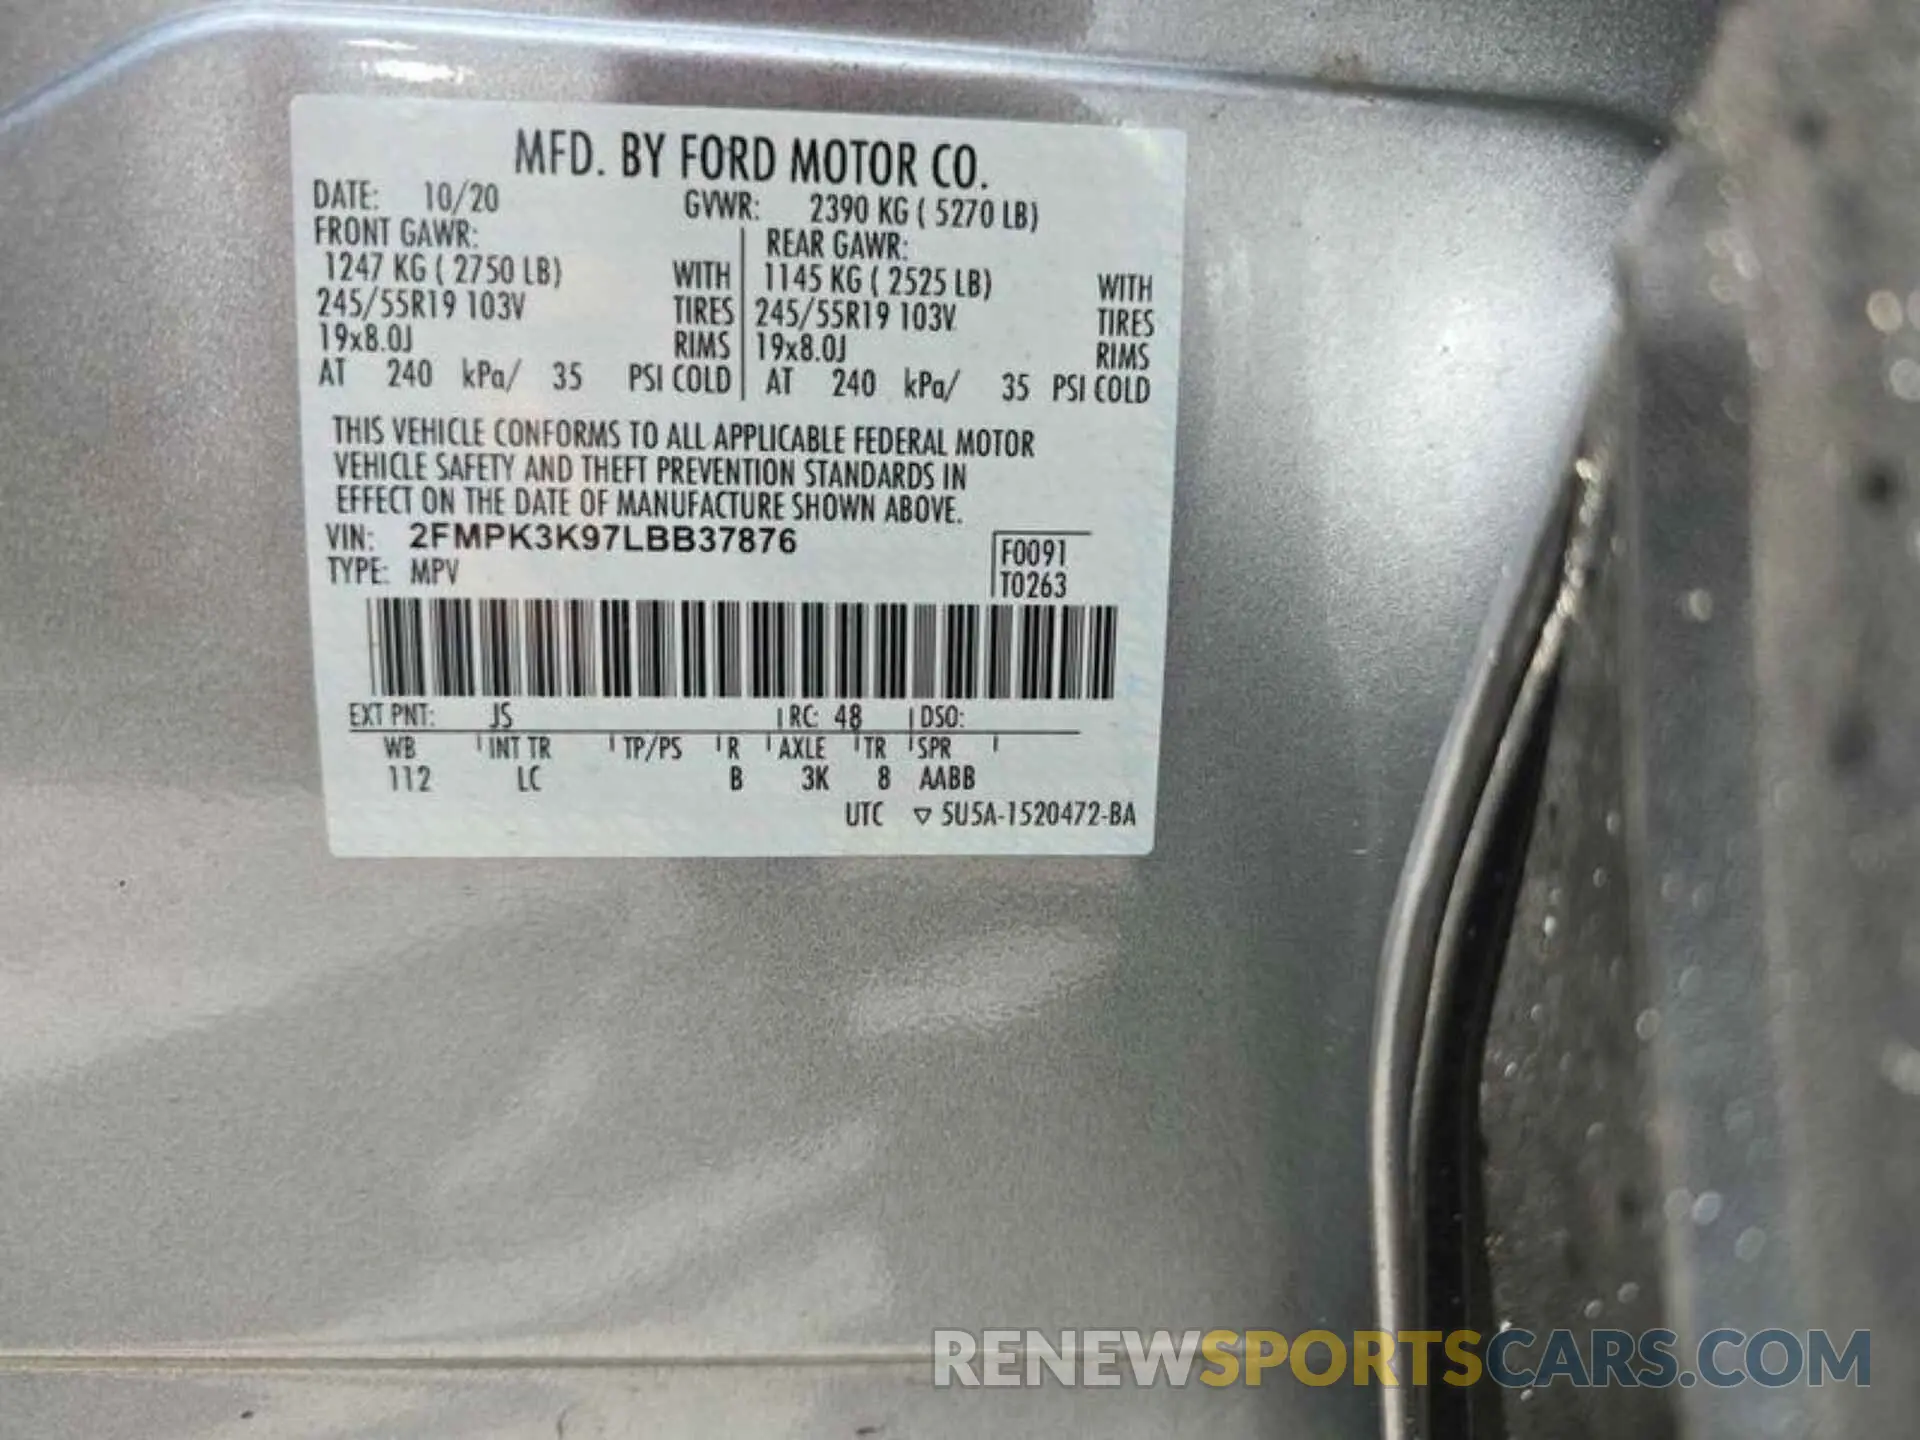 MFD. BY FORD MOTOR CO.
DATE: 10/20 GVWR: 2390 KG ( 5270 LB)
FRONT GAWR: REAR GAWR:
1247 KG ( 2750 LB) WITH 1145 KG ( 2525 LB) WITH
245/55R19 103V TIRES 245/55R19 103V TIRES
19x8.0J RIMS 19x8.0J RIMS
AT 240 kPa/ 35 PSI COLD AT 240 kPa/ 35 PSI COLD
THIS VEHICLE CONFORMS TO ALL APPLICABLE FEDERAL MOTOR
VEHICLE SAFETY AND THEFT PREVENTION STANDARDS IN
EFFECT ON THE DATE OF MANUFACTURE SHOWN ABOVE.
VIN: 2FMPK3K97LBB37876 F0091
TYPE: MPV T0263
EXT PNT: JS RC: 48 DSO:
WB INT TR TP/PS R AXLE TR SPR
112 LC B 3K 8 AABB
UTC ▽ 5U5A-1520472-BA
RENEWSPORTSCARS.COM